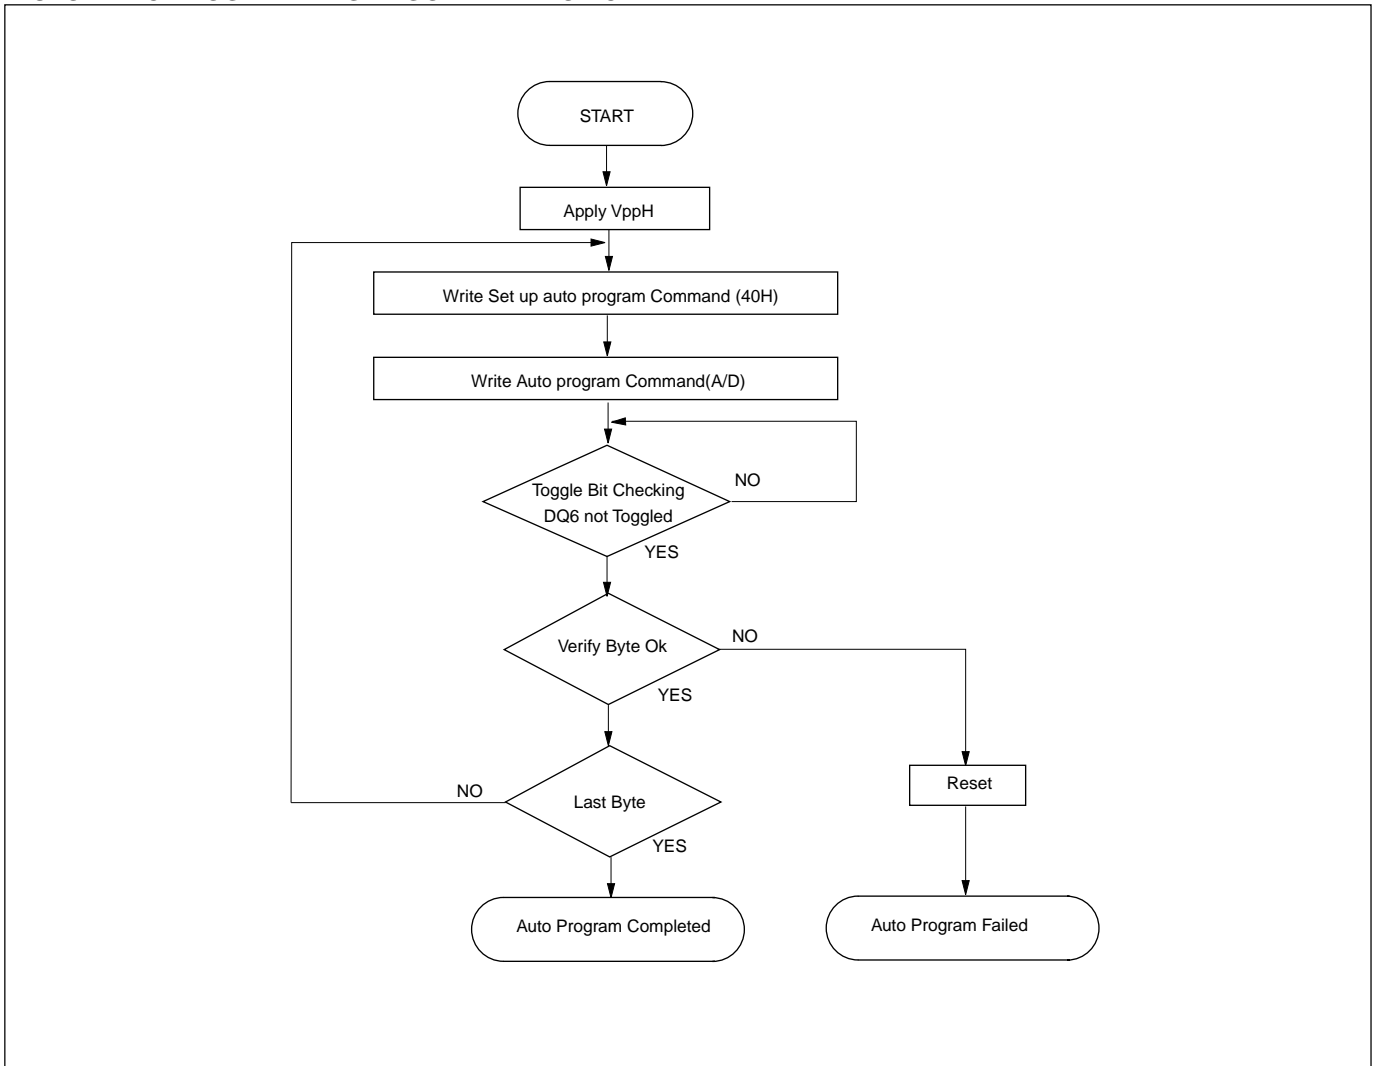 START
Apply VppH
Write Set up auto program Command (40H)
Write Auto program Command(A/D)
NO
Toggle Bit Checking
DQ6 not Toggled
YES
NO
Verify Byte Ok
YES
NO
Last Byte
YES
Reset
Auto Program Completed
Auto Program Failed